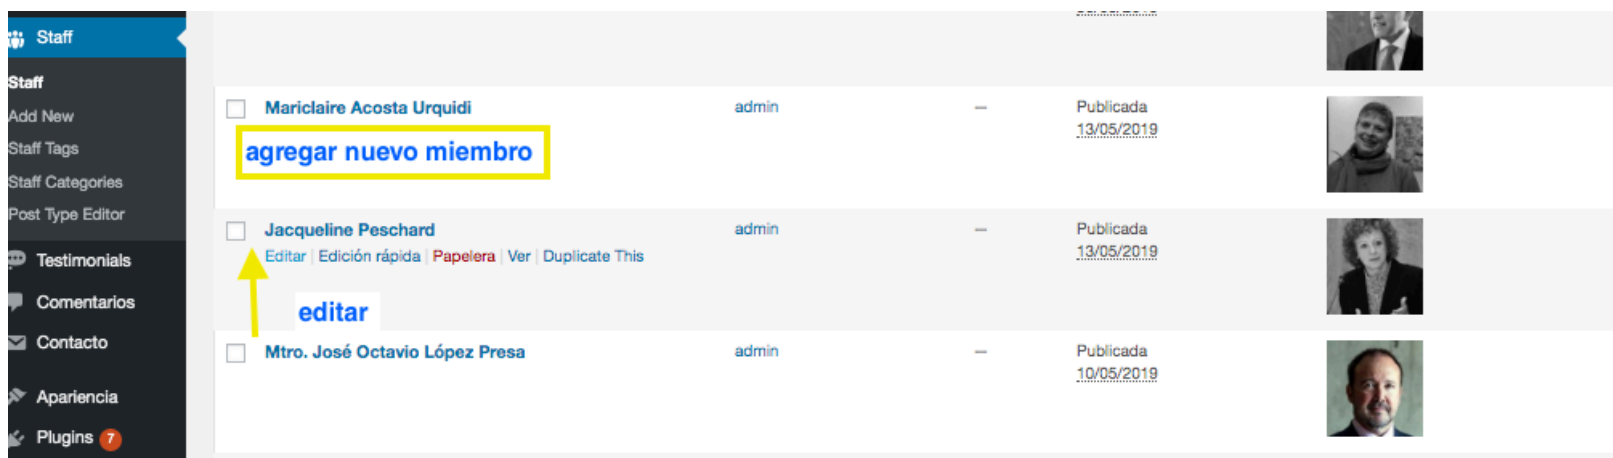 Staff
Staff
Add New
Staff Tags
Staff Categories
Post Type Editor
Testimonials
Comentarios
Contacto
Apariencia
Plugins 7
Mariclaire Acosta Urquidi admin — Publicada
13/05/2019
agregar nuevo miembro
Jacqueline Peschard admin — Publicada
13/05/2019
Editar | Edición rápida | Papelera | Ver | Duplicate This
editar
Mtro. José Octavio López Presa admin — Publicada
10/05/2019